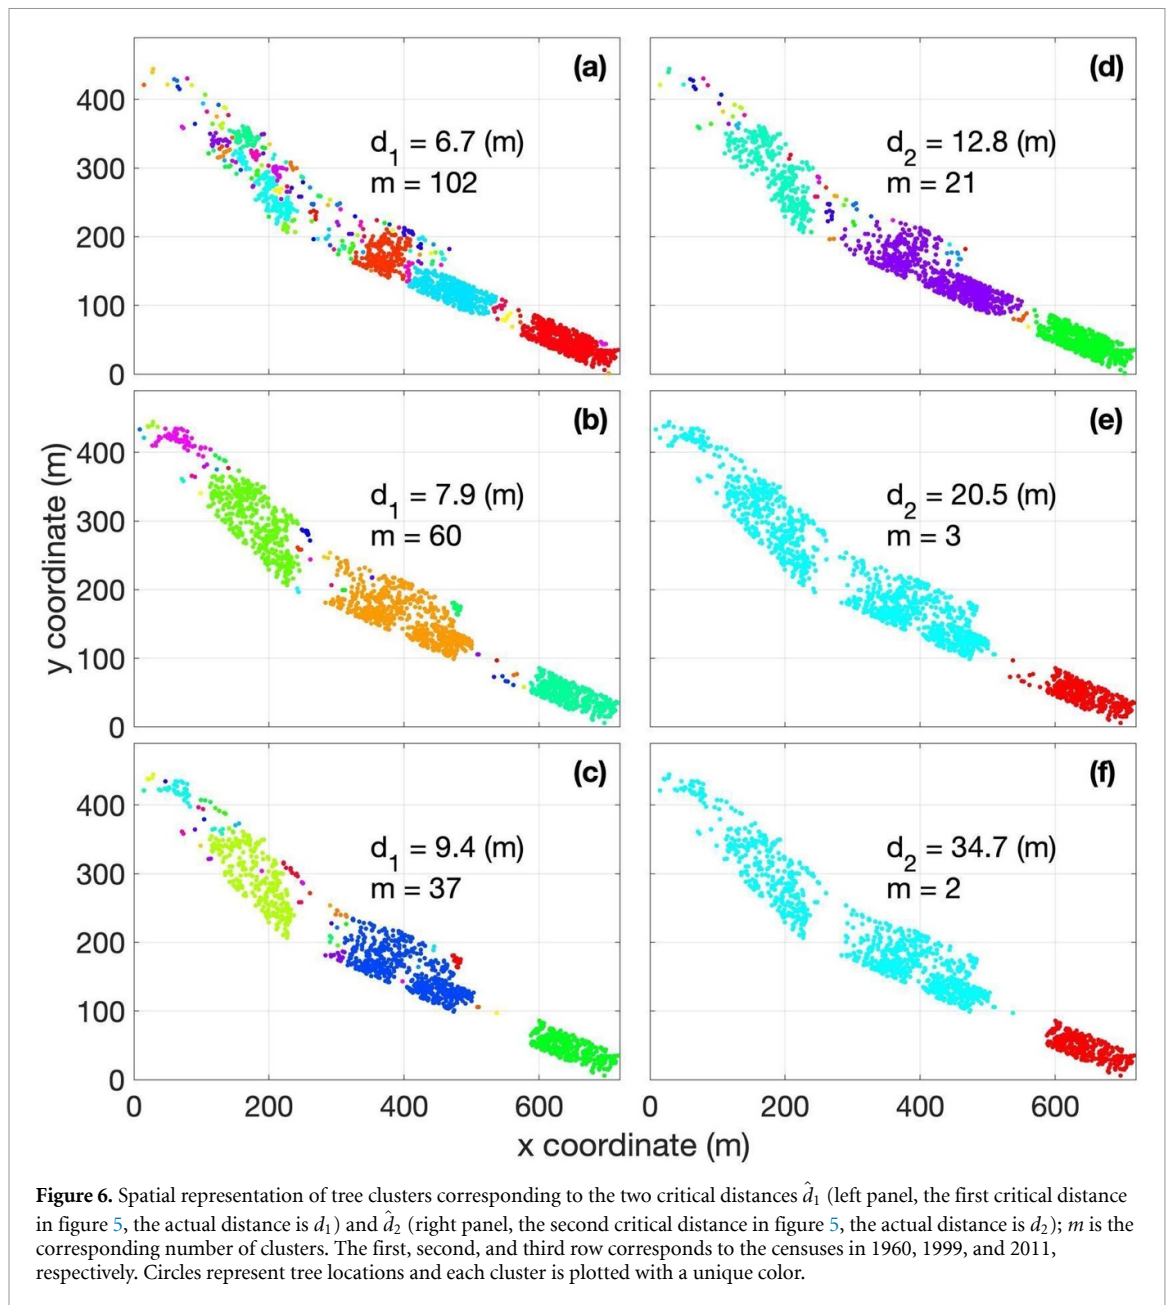 (a)
d1 = 6.7 (m)
m = 102
400
300
200
100
0
(d)
d2 = 12.8 (m)
m = 21
(b)
d1 = 7.9 (m)
m = 60
400
300
200
100
0
(e)
d2 = 20.5 (m)
m = 3
y coordinate (m)
(c)
d1 = 9.4 (m)
m = 37
400
300
200
100
0
0 200 400 600
(f)
d2 = 34.7 (m)
m = 2
0 200 400 600
x coordinate (m)
Figure 6. Spatial representation of tree clusters corresponding to the two critical distances d̂1 (left panel, the first critical distance
in figure 5, the actual distance is d1) and d̂2 (right panel, the second critical distance in figure 5, the actual distance is d2); m is the
corresponding number of clusters. The first, second, and third row corresponds to the censuses in 1960, 1999, and 2011,
respectively. Circles represent tree locations and each cluster is plotted with a unique color.